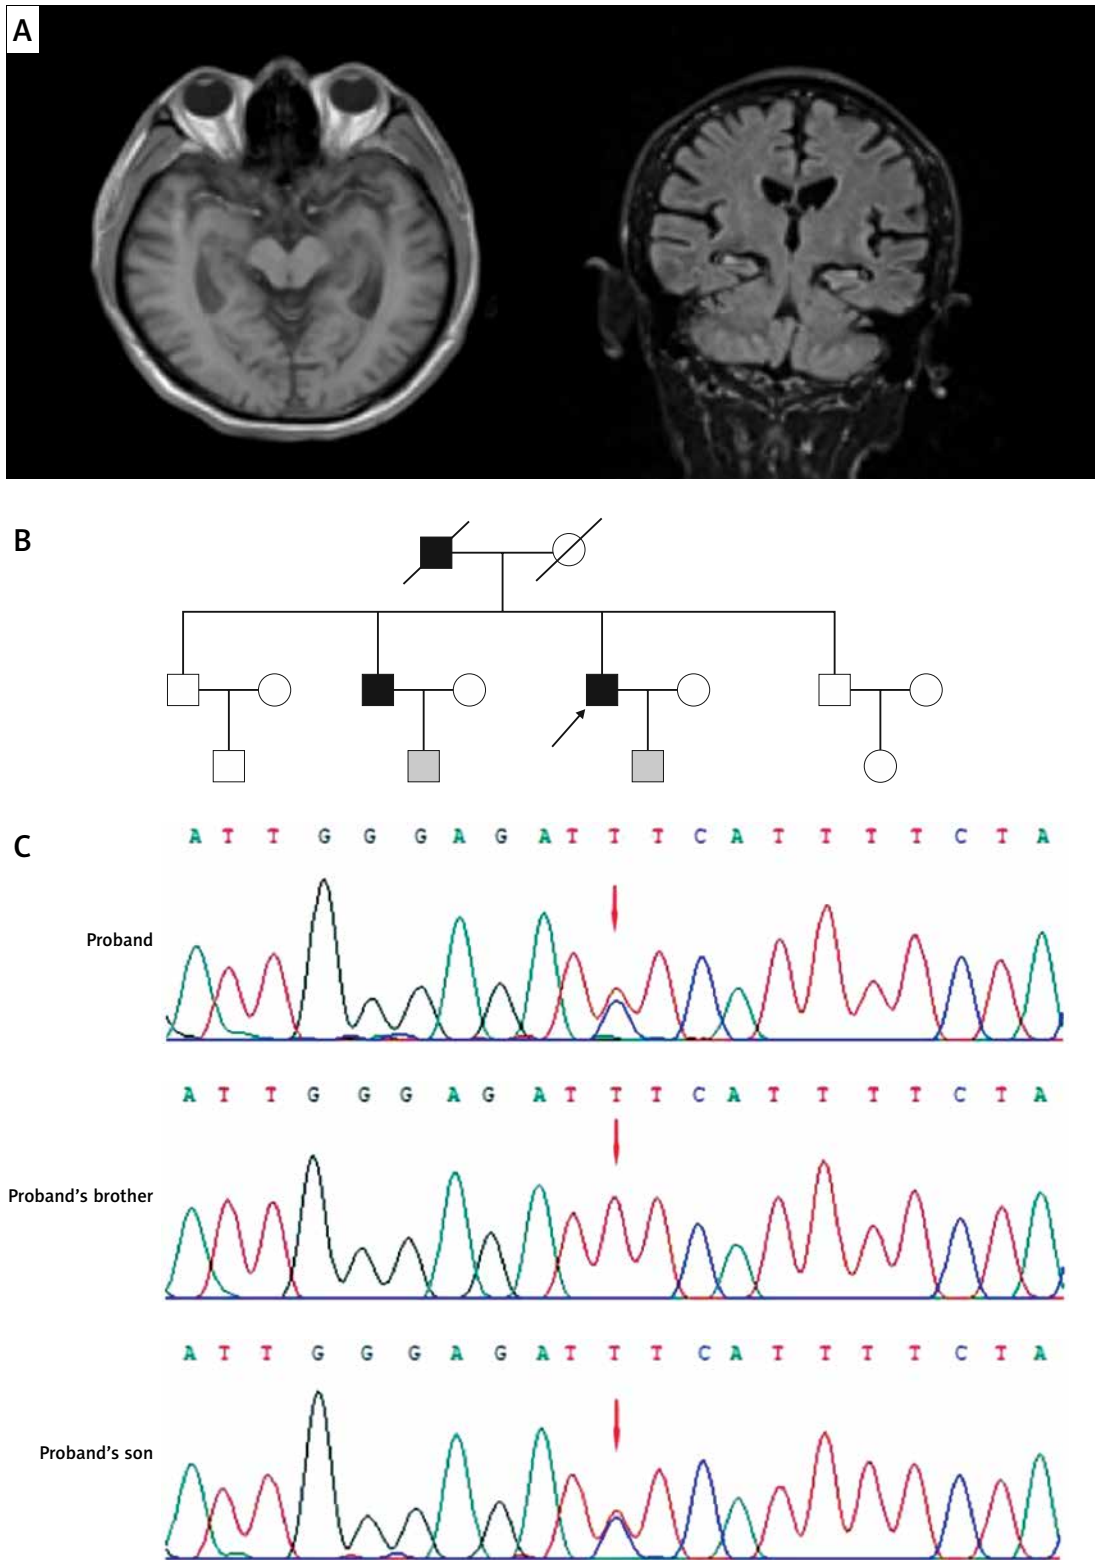 A
B
C
A T T G G G A G A T T T C A T T T T C T A
Proband
A T T G G G A G A T T T C A T T T T C T A
Proband's brother
A T T G G G A G A T T T C A T T T T C T A
Proband's son